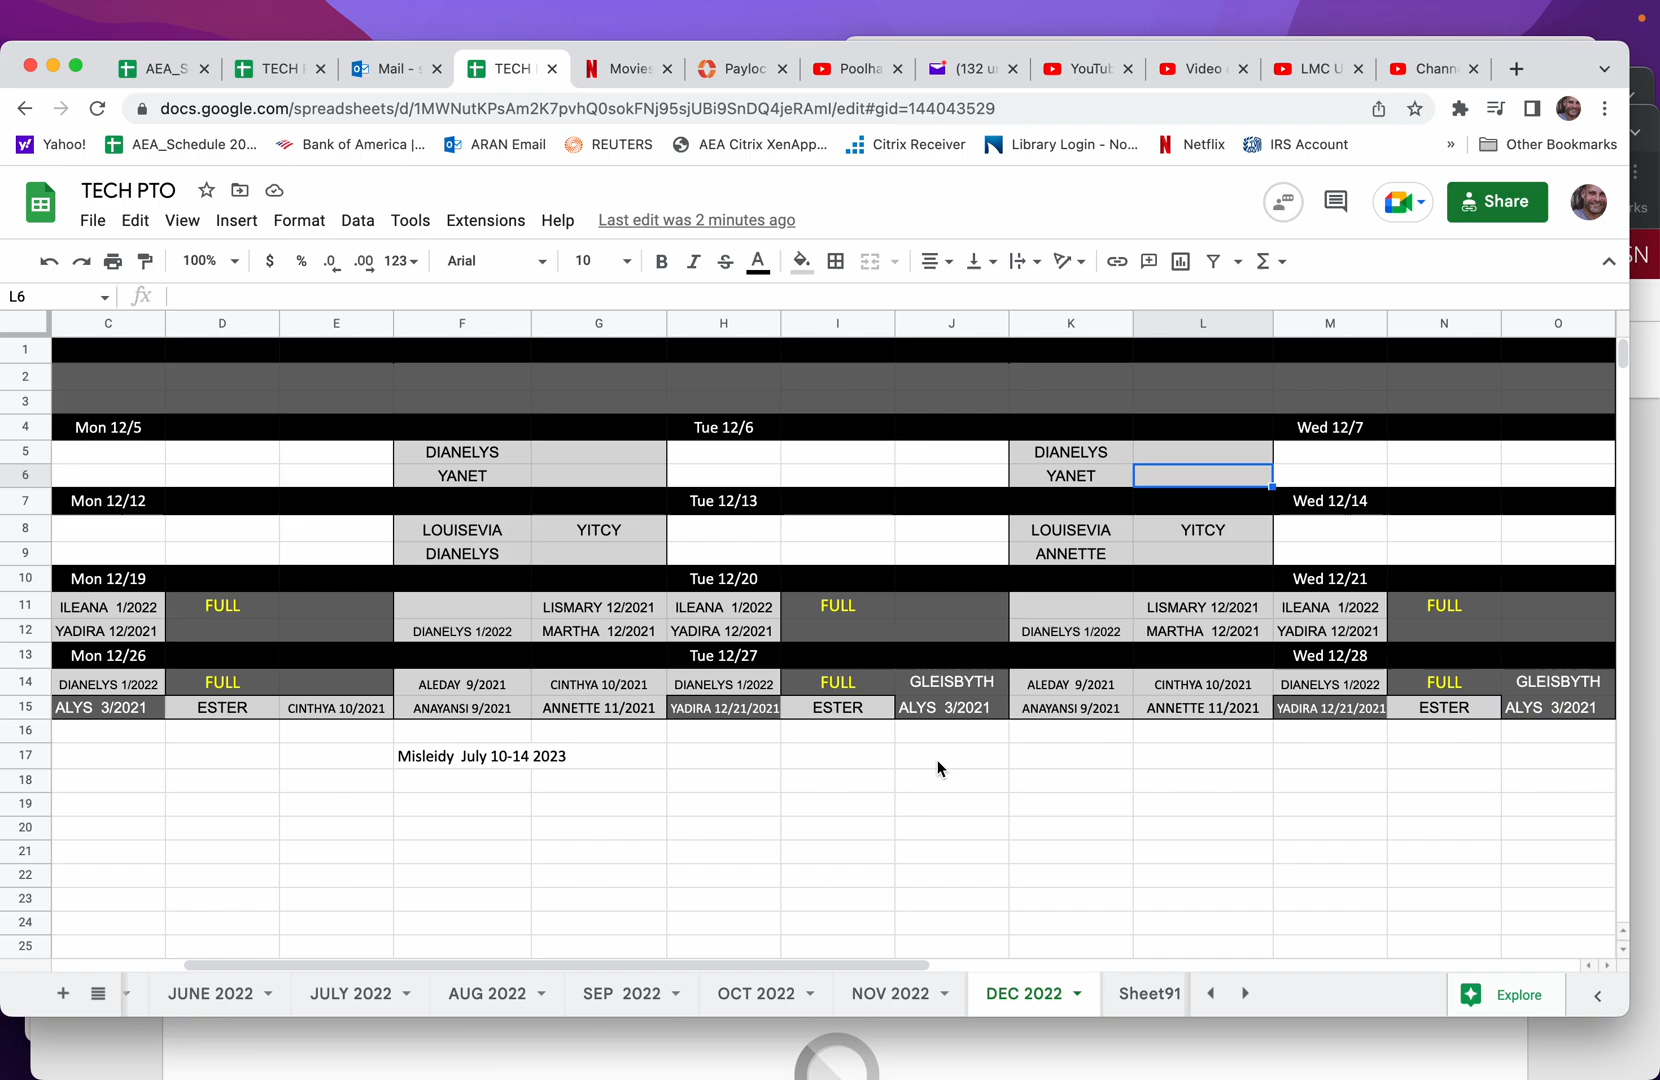 AEA_S
TECH
Mail -
TECH
Movies
Payloc
Poolha
(132 u
YouTub
Video
LMC U
Chann
docs.google.com/spreadsheets/d/1MWNutKPsAm2K7pvhQ0sokFNj95sjUBi9SnDQ4jeRAmI/edit#gid=144043529
Yahoo!
AEA_Schedule 20...
Bank of America |...
ARAN Email
REUTERS
AEA Citrix XenApp...
Citrix Receiver
Library Login - No...
Netflix
IRS Account
»
Other Bookmarks
TECH PTO
File Edit View Insert Format Data Tools Extensions Help Last edit was 2 minutes ago
Share
100% $ % .0 .00 123 Arial 10 B I S A
L6 fx
C D E F G H I J K L M N O
1
2
3
4 Mon 12/5 Tue 12/6 Wed 12/7
5 DIANELYS DIANELYS
6 YANET YANET
7 Mon 12/12 Tue 12/13 Wed 12/14
8 LOUISEVIA YITCY LOUISEVIA YITCY
9 DIANELYS ANNETTE
10 Mon 12/19 Tue 12/20 Wed 12/21
11 ILEANA 1/2022 FULL LISMARY 12/2021 ILEANA 1/2022 FULL LISMARY 12/2021 ILEANA 1/2022 FULL
12 YADIRA 12/2021 DIANELYS 1/2022 MARTHA 12/2021 YADIRA 12/2021 DIANELYS 1/2022 MARTHA 12/2021 YADIRA 12/2021
13 Mon 12/26 Tue 12/27 Wed 12/28
14 DIANELYS 1/2022 FULL ALEDAY 9/2021 CINTHYA 10/2021 DIANELYS 1/2022 FULL GLEISBYTH ALEDAY 9/2021 CINTHYA 10/2021 DIANELYS 1/2022 FULL GLEISBYTH
15 ALYS 3/2021 ESTER CINTHYA 10/2021 ANAYANSI 9/2021 ANNETTE 11/2021 YADIRA 12/21/2021 ESTER ALYS 3/2021 ANAYANSI 9/2021 ANNETTE 11/2021 YADIRA 12/21/2021 ESTER ALYS 3/2021
16
17 Misleidy July 10-14 2023
18
19
20
21
22
23
24
25
JUNE 2022 JULY 2022 AUG 2022 SEP 2022 OCT 2022 NOV 2022 DEC 2022 Sheet91
Explore